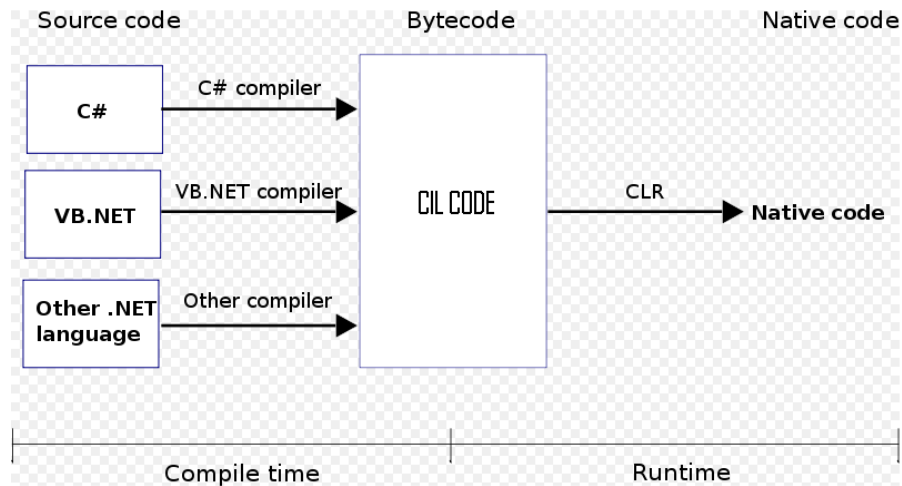 Source code
Bytecode
Native code
C#
C# compiler
VB.NET
VB.NET compiler
CIL CODE
CLR
Native code
Other .NET
language
Other compiler
Compile time
Runtime